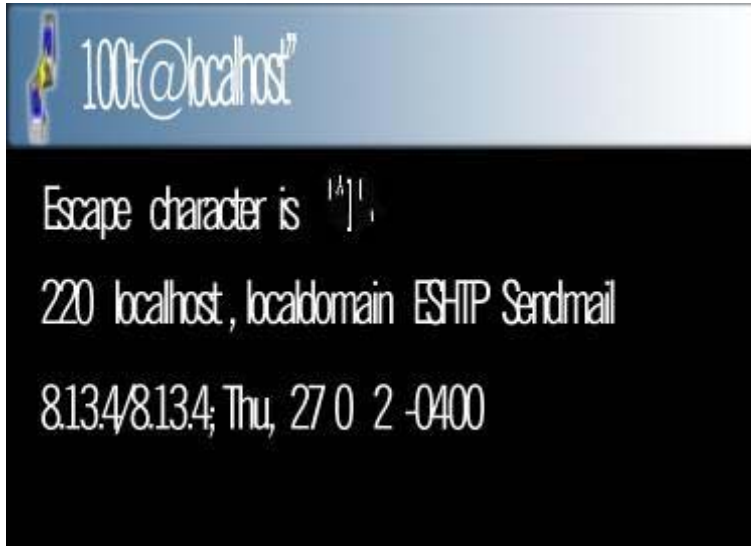 100t@localhost”
Escape character is '^]'.
220 localhost, localdomain ESHTP Sendmail
8.13.4/8.13.4; Thu, 27 0 2 -0400